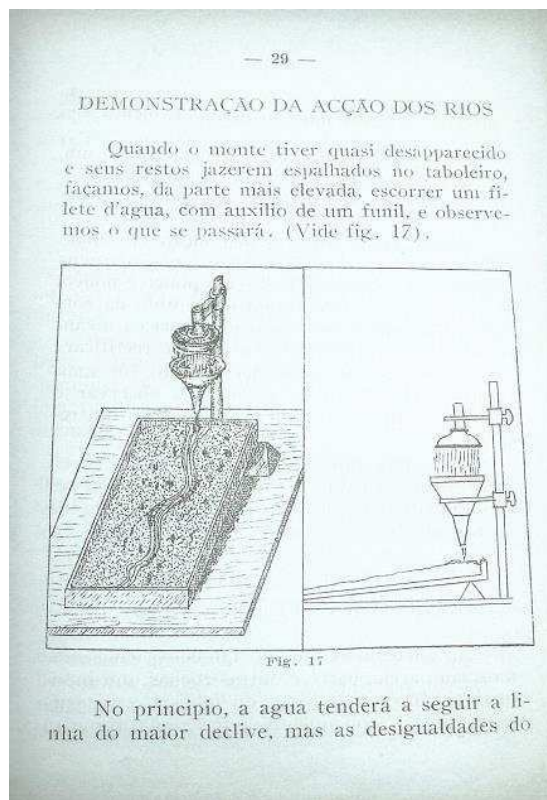 — 29 —
DEMONSTRAÇÃO DA ACÇÃO DOS RIOS
Quando o monte tiver quasi desapparecido
e seus restos jazerem espalhados no taboleiro,
façamos, da parte mais elevada, escorrer um fi-
lete d'agua, com auxilio de um funil, e observe-
mos o que se passará. (Vide fig. 17).
Fig. 17
No principio, a agua tenderá a seguir a li-
nha do maior declive, mas as desigualdades do